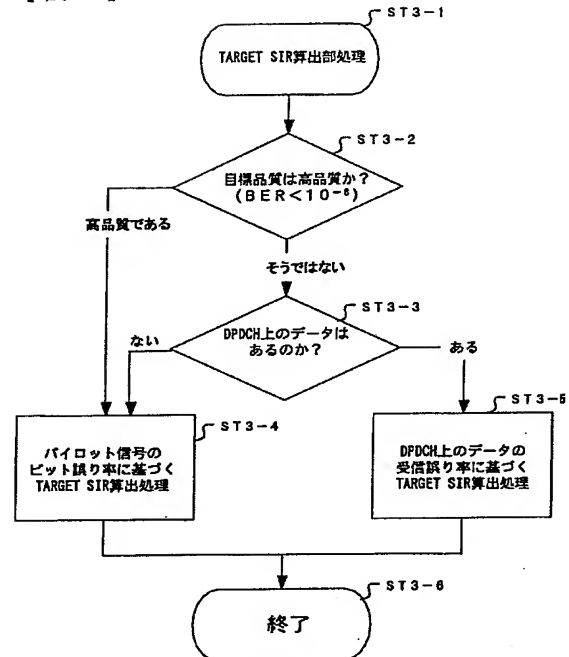 ST3-1
TARGET SIR算出部処理
ST3-2
目標品質は高品質か?
(BER<10⁻⁶)
高品質である
そうではない
ST3-3
DPDCH上のデータは
あるのか?
ない
ある
ST3-4
パイロット信号の
ビット誤り率に基づく
TARGET SIR算出処理
ST3-5
DPDCH上のデータの
受信誤り率に基づく
TARGET SIR算出処理
ST3-6
終了